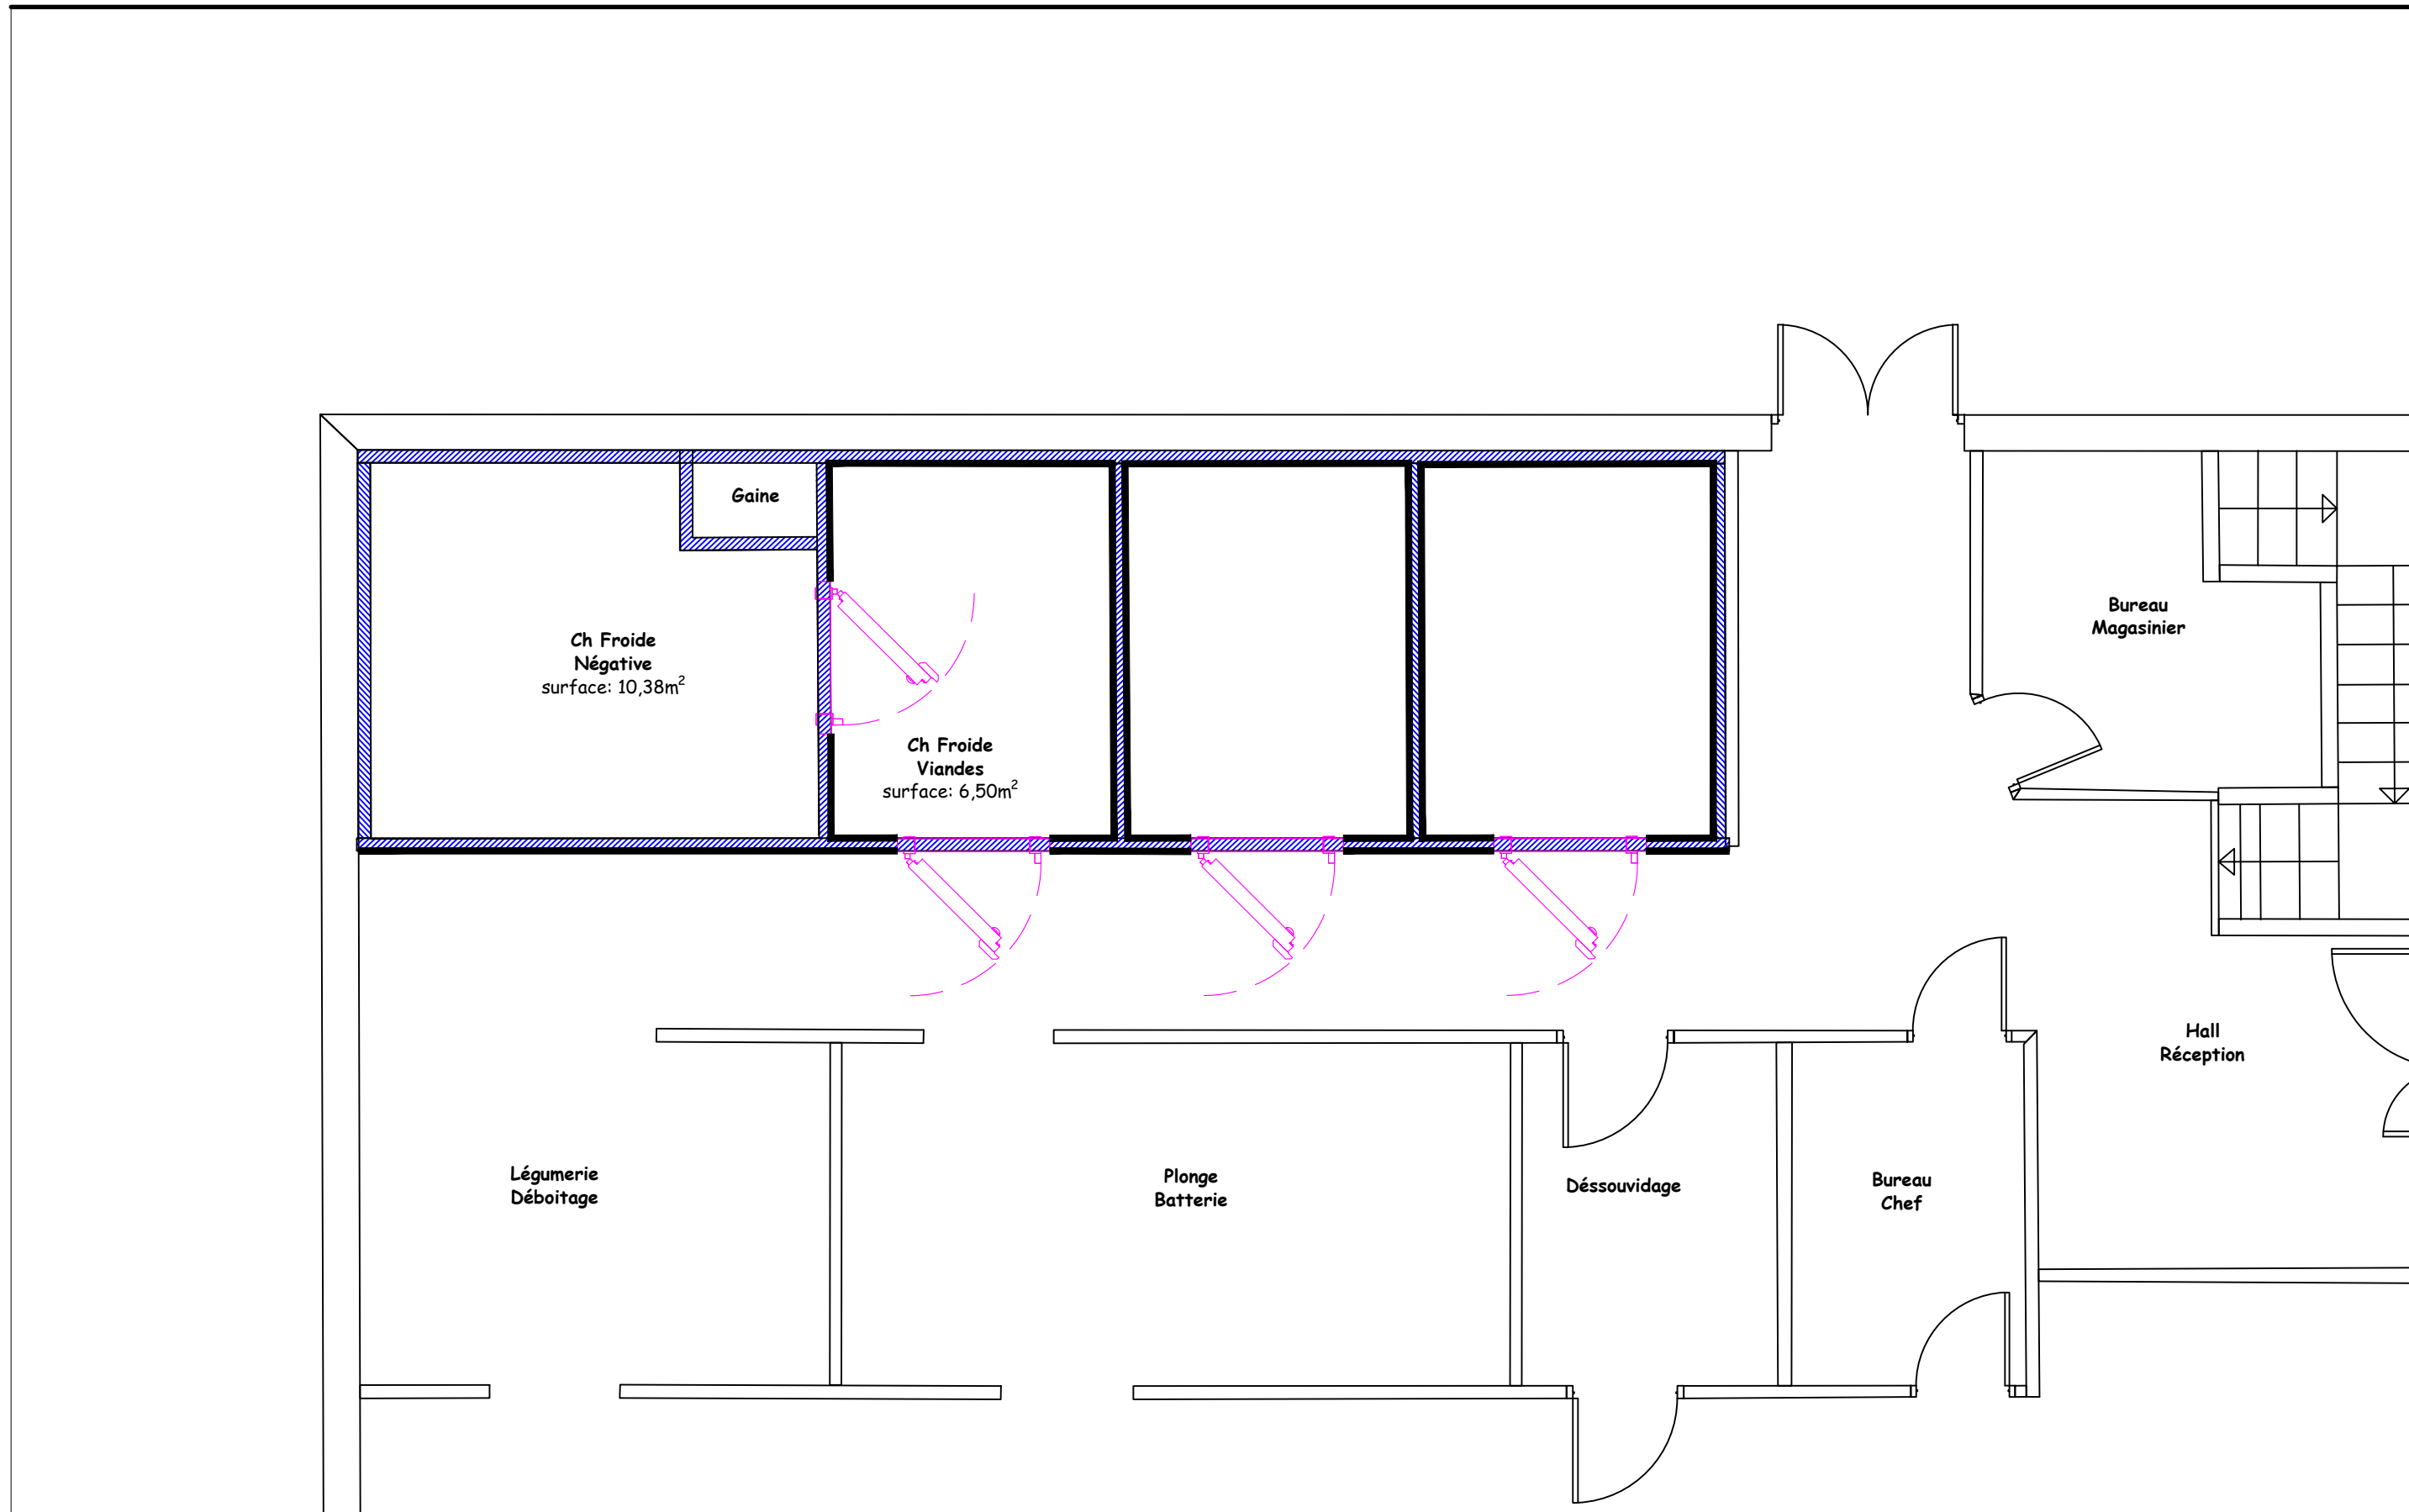 Gaine
Ch Froide
Négative
surface: 10,38m²
Ch Froide
Viandes
surface: 6,50m²
Bureau
Magasinier
Hall
Réception
Légumerie
Déboitage
Plonge
Batterie
Déssouvidage
Bureau
Chef